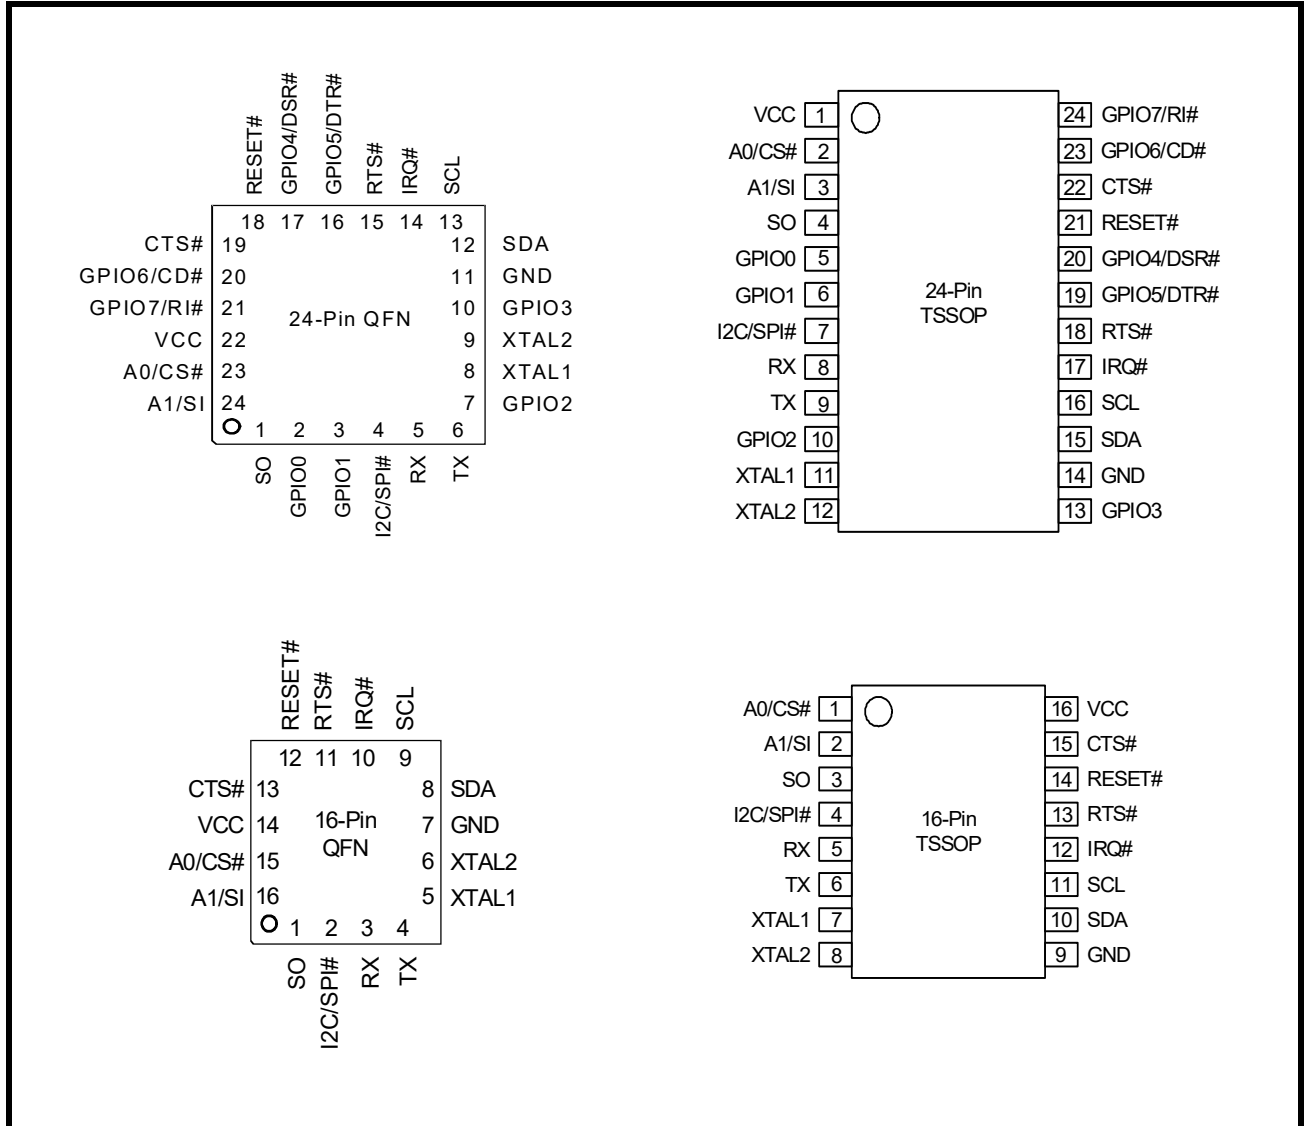 RESET#
GPIO4/DSR#
GPIO5/DTR#
RTS#
IRQ#
SCL
18 17 16 15 14 13
CTS# 19 12 SDA
GPIO6/CD# 20 11 GND
GPIO7/RI# 21 10 GPIO3
24-Pin QFN
VCC 22 9 XTAL2
A0/CS# 23 8 XTAL1
A1/SI 24 7 GPIO2
1 2 3 4 5 6
SO
GPIO0
GPIO1
I2C/SPI#
RX
TX
VCC 1 24 GPIO7/RI#
A0/CS# 2 23 GPIO6/CD#
A1/SI 3 22 CTS#
SO 4 21 RESET#
GPIO0 5 20 GPIO4/DSR#
GPIO1 6 19 GPIO5/DTR#
24-Pin
TSSOP
I2C/SPI# 7 18 RTS#
RX 8 17 IRQ#
TX 9 16 SCL
GPIO2 10 15 SDA
XTAL1 11 14 GND
XTAL2 12 13 GPIO3
RESET#
RTS#
IRQ#
SCL
12 11 10 9
CTS# 13 8 SDA
VCC 14 7 GND
16-Pin
QFN
A0/CS# 15 6 XTAL2
A1/SI 16 5 XTAL1
1 2 3 4
SO
I2C/SPI#
RX
TX
A0/CS# 1 16 VCC
A1/SI 2 15 CTS#
SO 3 14 RESET#
I2C/SPI# 4 13 RTS#
16-Pin
TSSOP
RX 5 12 IRQ#
TX 6 11 SCL
XTAL1 7 10 SDA
XTAL2 8 9 GND